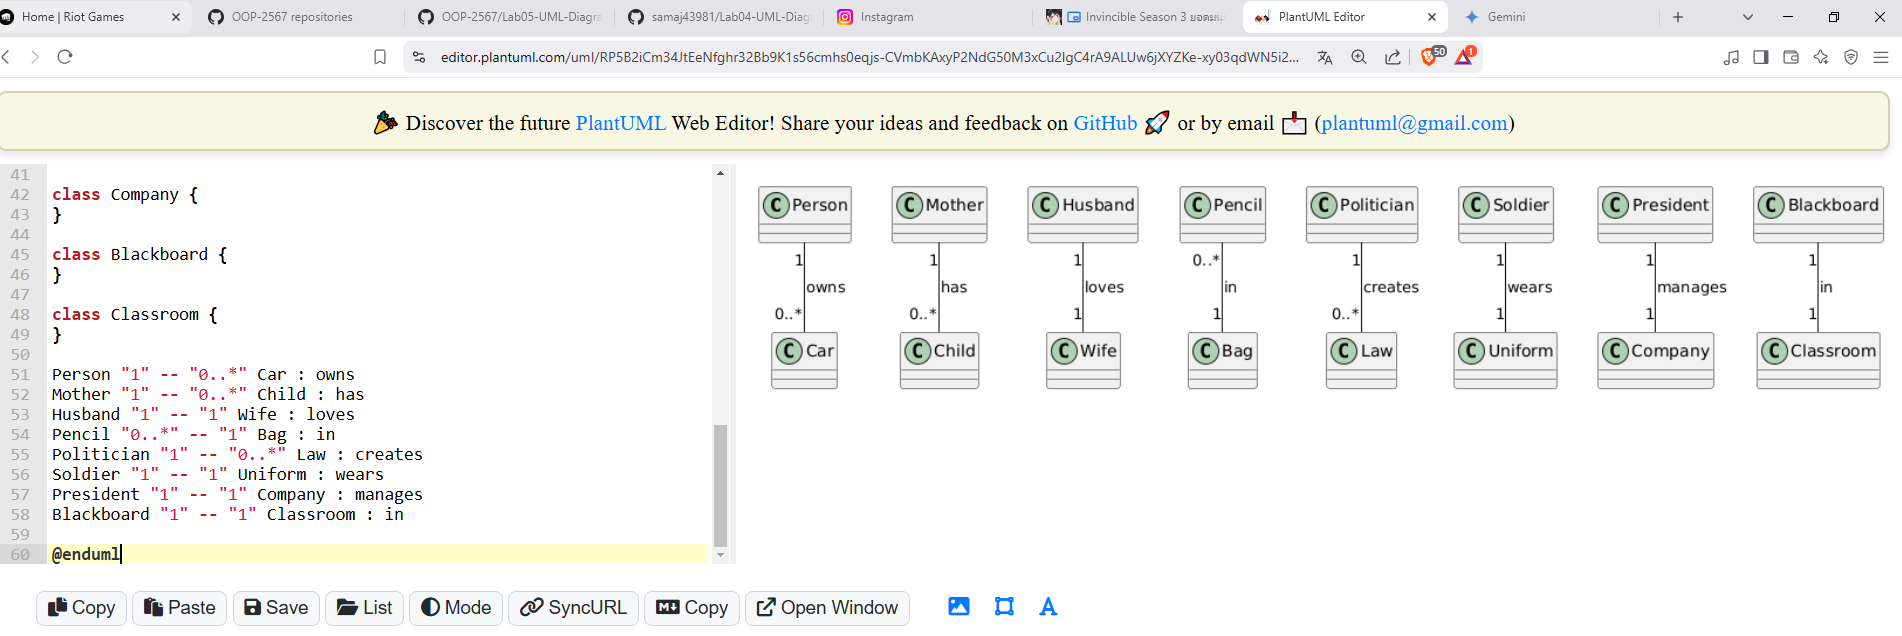 Home | Riot Games
OOP-2567 repositories
OOP-2567/Lab05-UML-Diagra
samaj43981/Lab04-UML-Diag
Instagram
Invincible Season 3 ยอดมนุ
PlantUML Editor
Gemini
editor.plantuml.com/uml/RP5B2iCm34JtEeNfghr32Bb9K1s56cmhs0eqjs-CVmbKAxyP2NdG50M3xCu2IgC4rA9ALUw6jXYZKe-xy03qdWN5i2...
50
1
Discover the future PlantUML Web Editor! Share your ideas and feedback on GitHub or by email (plantuml@gmail.com)
41
42 class Company {
43 }
44
45 class Blackboard {
46 }
47
48 class Classroom {
49 }
50
51 Person "1" -- "0..*" Car : owns
52 Mother "1" -- "0..*" Child : has
53 Husband "1" -- "1" Wife : loves
54 Pencil "0..*" -- "1" Bag : in
55 Politician "1" -- "0..*" Law : creates
56 Soldier "1" -- "1" Uniform : wears
57 President "1" -- "1" Company : manages
58 Blackboard "1" -- "1" Classroom : in
59
60 @enduml
C Person C Mother C Husband C Pencil C Politician C Soldier C President C Blackboard
1 1 1 0..* 1 1 1 1
owns has loves in creates wears manages in
0..* 0..* 1 1 0..* 1 1 1
C Car C Child C Wife C Bag C Law C Uniform C Company C Classroom
Copy Paste Save List Mode SyncURL M Copy Open Window A